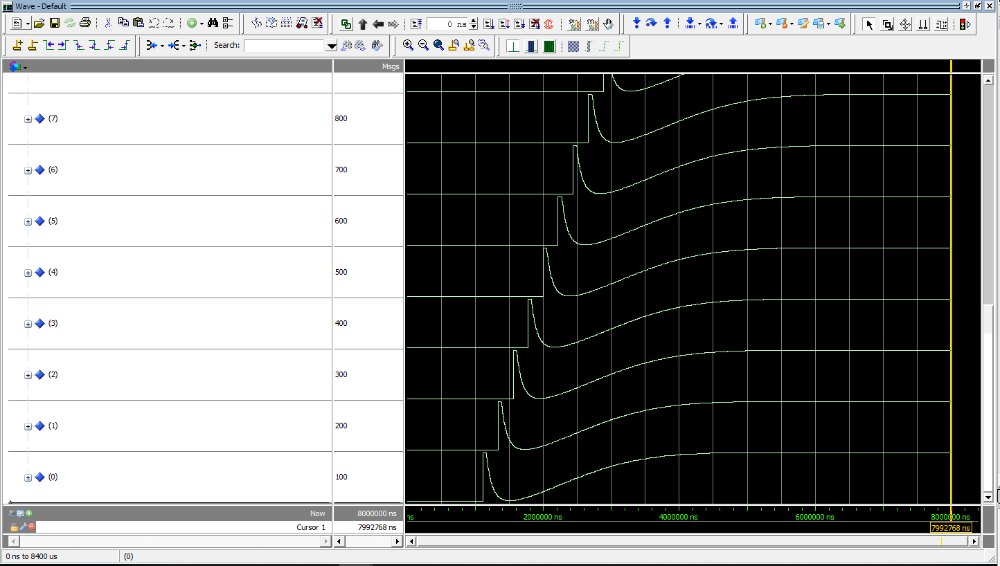 Wave - Default
0 ns
Search:
Msgs
(7) 800
(6) 700
(5) 600
(4) 500
(3) 400
(2) 300
(1) 200
(0) 100
Now 8000000 ns ns 2000000 ns 4000000 ns 6000000 ns 8000000 ns
Cursor 1 7992768 ns 7992768 ns
0 ns to 8400 us (0)